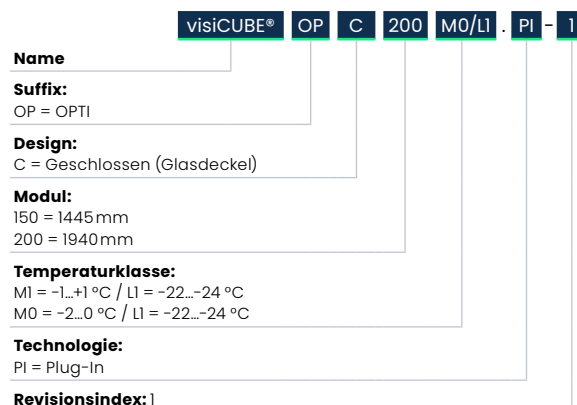 visiCUBE® OP C 200 M0/L1 . PI - 1
Name
Suffix:
OP = OPTI
Design:
C = Geschlossen (Glasdeckel)
Modul:
150 = 1445 mm
200 = 1940 mm
Temperaturklasse:
M1 = -1...+1 °C / L1 = -22...-24 °C
M0 = -2...0 °C / L1 = -22...-24 °C
Technologie:
PI = Plug-In
Revisionsindex: 1